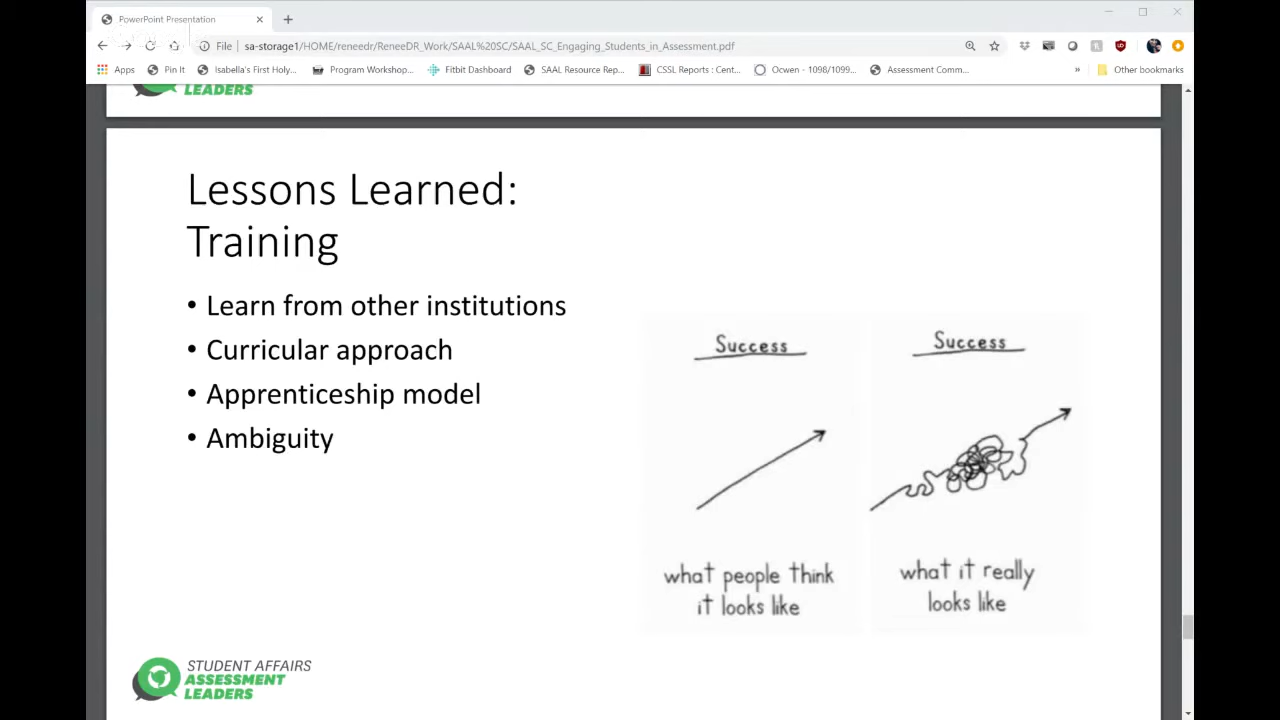 PowerPoint Presentation
File
sa-storage1/HOME/reneedr/ReneeDR_Work/SAAL%20SC/SAAL_SC_Engaging_Students_in_Assessment.pdf
Apps
Pin It
Isabella's First Holy...
Program Workshop...
Fitbit Dashboard
SAAL Resource Rep...
CSSL Reports : Cent...
Ocwen - 1098/1099...
Assessment Comm...
»
Other bookmarks
LEADERS
Lessons Learned:
Training
• Learn from other institutions
• Curricular approach
• Apprenticeship model
• Ambiguity
Success
what people think
it looks like
Success
what it really
looks like
STUDENT AFFAIRS
ASSESSMENT
LEADERS